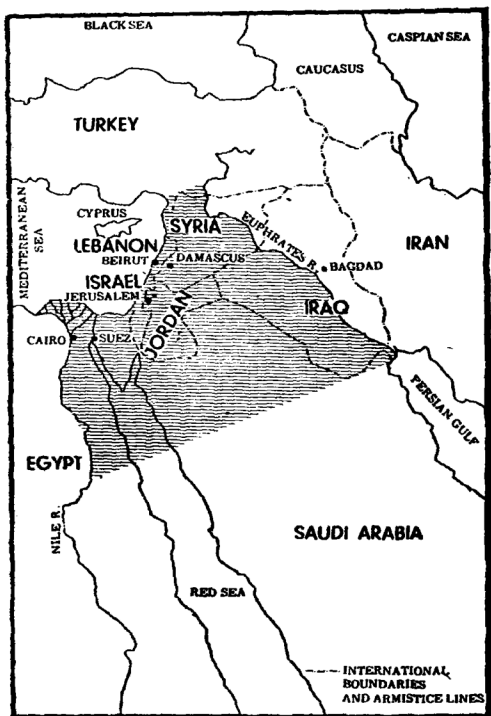 BLACK SEA
CASPIAN SEA
CAUCASUS
TURKEY
MEDITERRANEAN
SEA
CYPRUS
SYRIA
EUPHRATES R.
IRAN
LEBANON
BEIRUT
DAMASCUS
BAGDAD
ISRAEL
JERUSALEM
JORDAN
IRAQ
CAIRO
SUEZ
PERSIAN GULF
EGYPT
NILE R.
SAUDI ARABIA
RED SEA
INTERNATIONAL
BOUNDARIES
AND ARMISTICE LINES